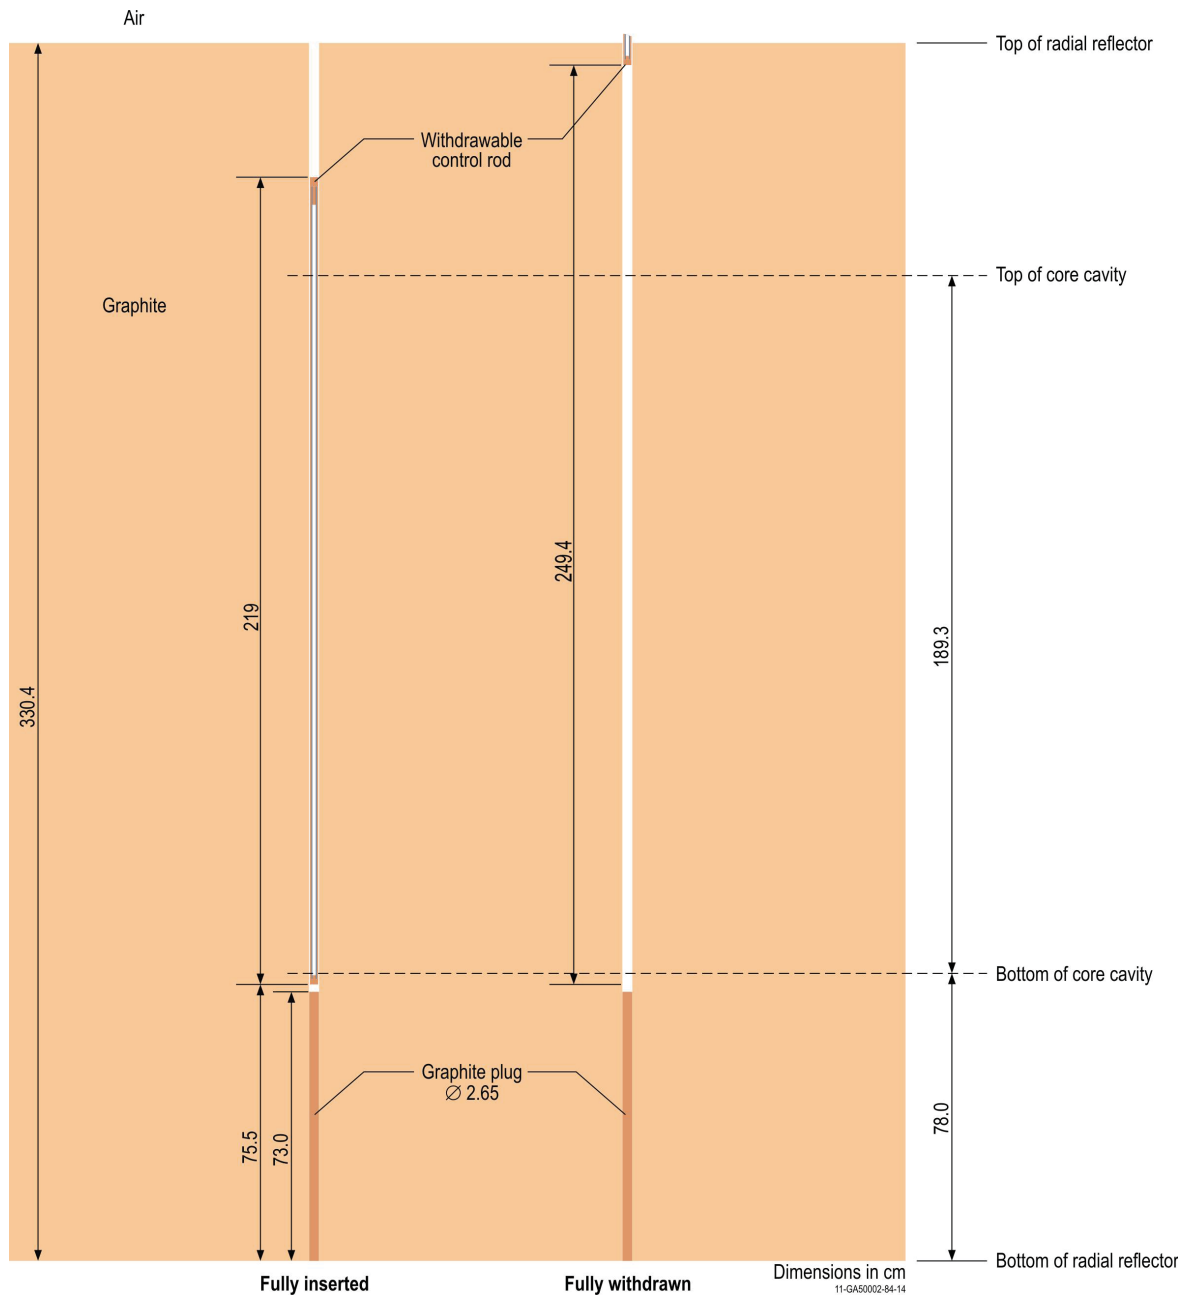 Air
Top of radial reflector
Withdrawable
control rod
Top of core cavity
Graphite
249.4
219
189.3
330.4
Bottom of core cavity
Graphite plug
∅ 2.65
75.5
73.0
78.0
Bottom of radial reflector
Dimensions in cm
11-GA50002-84-14
Fully inserted
Fully withdrawn